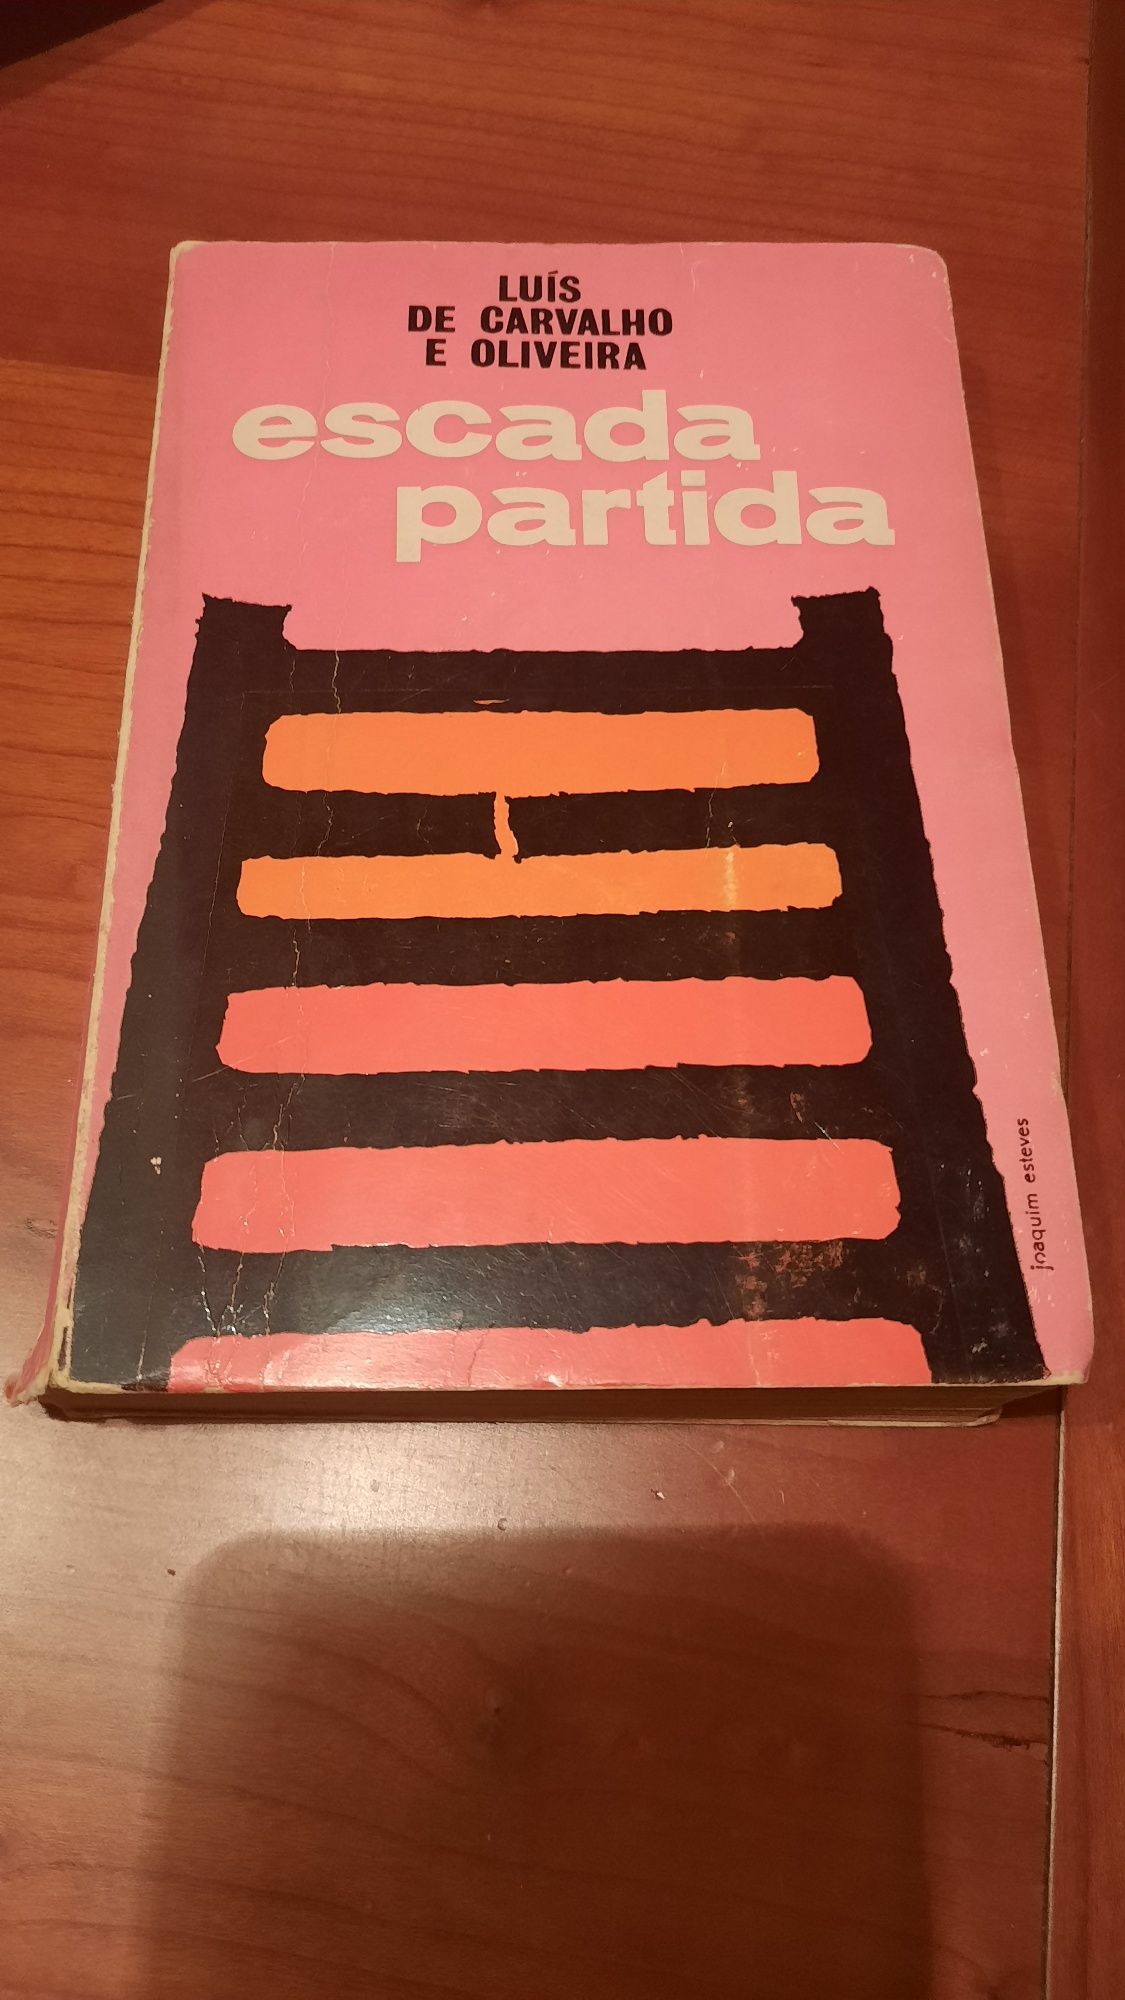 LUÍS
DE CARVALHO
E OLIVEIRA
escada
partida
joaquim esteves